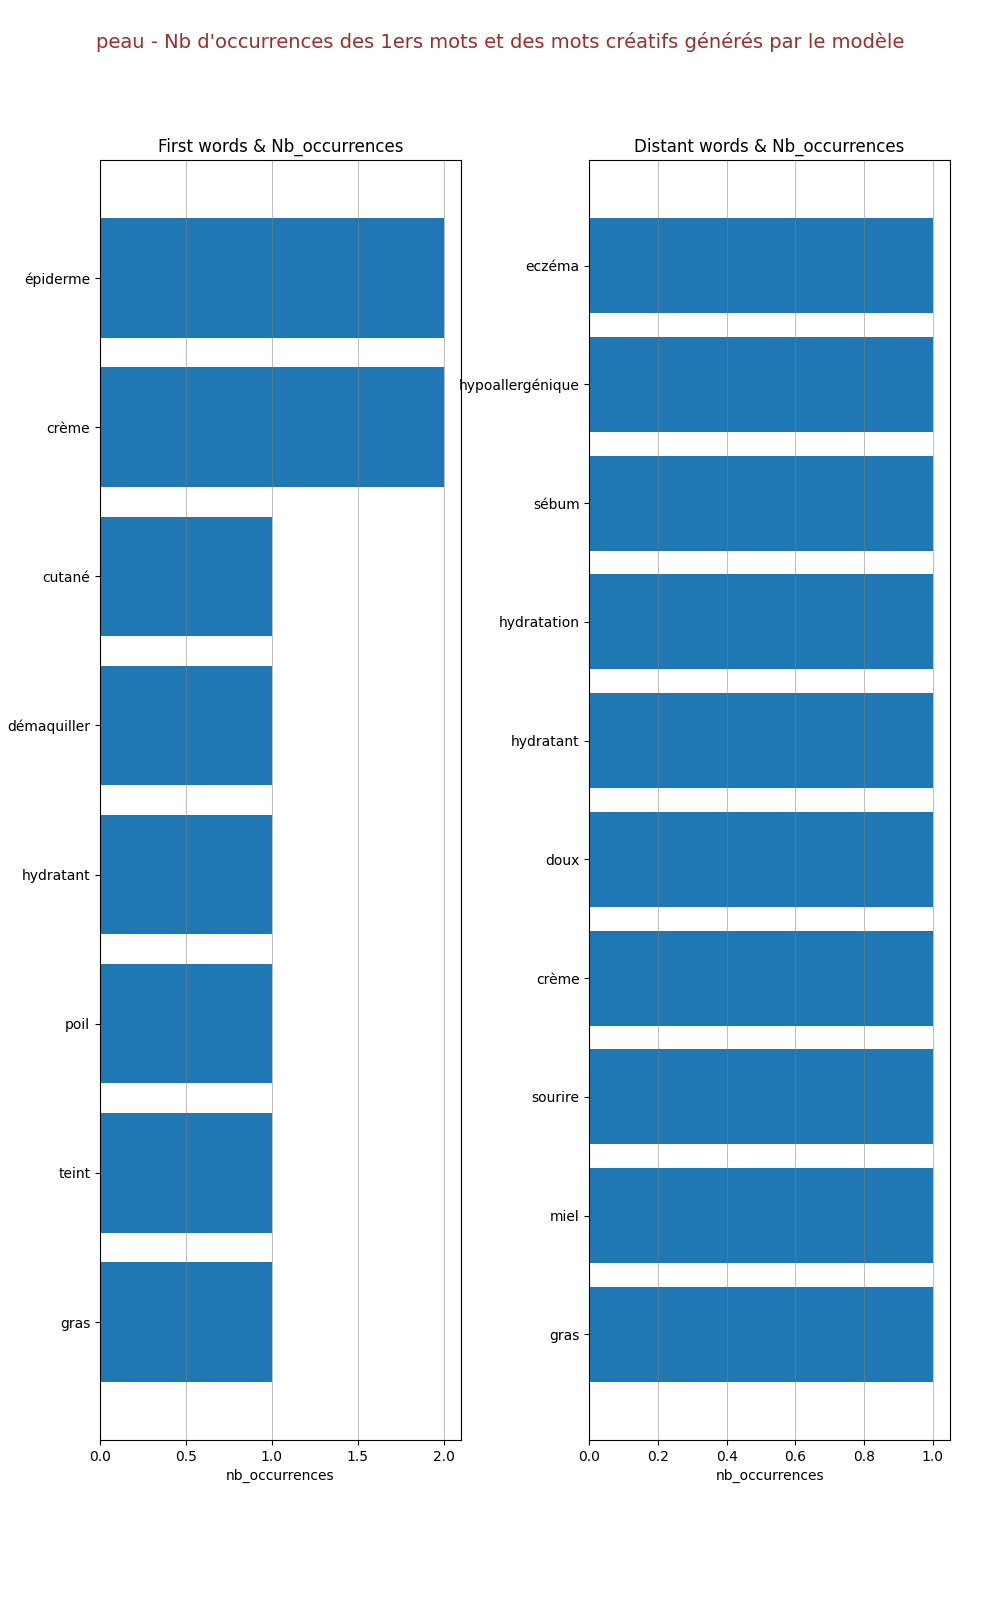 peau - Nb d'occurrences des 1ers mots et des mots créatifs générés par le modèle
First words & Nb_occurrences
épiderme
crème
cutané
démaquiller
hydratant
poil
teint
gras
0.0 0.5 1.0 1.5 2.0
nb_occurrences
Distant words & Nb_occurrences
eczéma
hypoallergénique
sébum
hydratation
hydratant
doux
crème
sourire
miel
gras
0.0 0.2 0.4 0.6 0.8 1.0
nb_occurrences